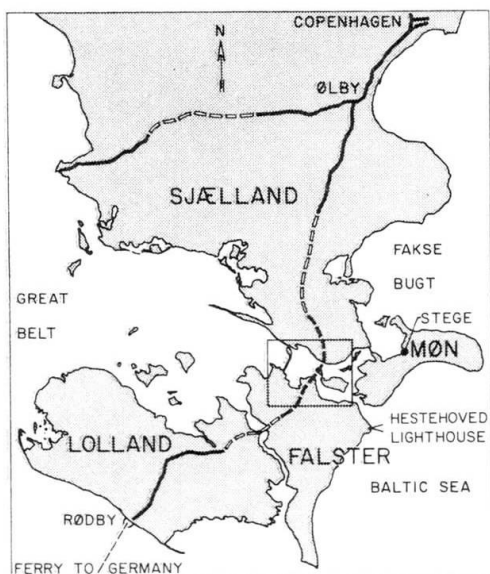 COPENHAGEN
N
ØLBY
SJÆLLAND
FAKSE
BUGT
GREAT
BELT
STEGE
MØN
HESTEHOVED
LIGHTHOUSE
LOLLAND
FALSTER
BALTIC SEA
RØDBY
FERRY TO GERMANY